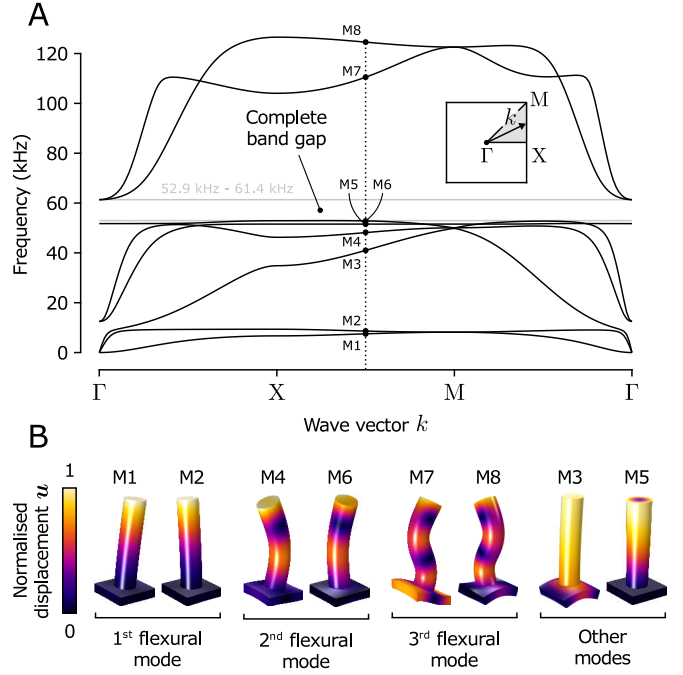 A
120
100
80
60
40
20
0
Frequency (kHz)
M8
M7
Complete
band gap
M
k
Γ
X
52.9 kHz - 61.4 kHz
M5
M6
M4
M3
M2
M1
Γ
X
M
Γ
Wave vector k
B
Normalised
displacement u
1
0
M1
M2
M4
M6
M7
M8
M3
M5
1st flexural
mode
2nd flexural
mode
3rd flexural
mode
Other
modes